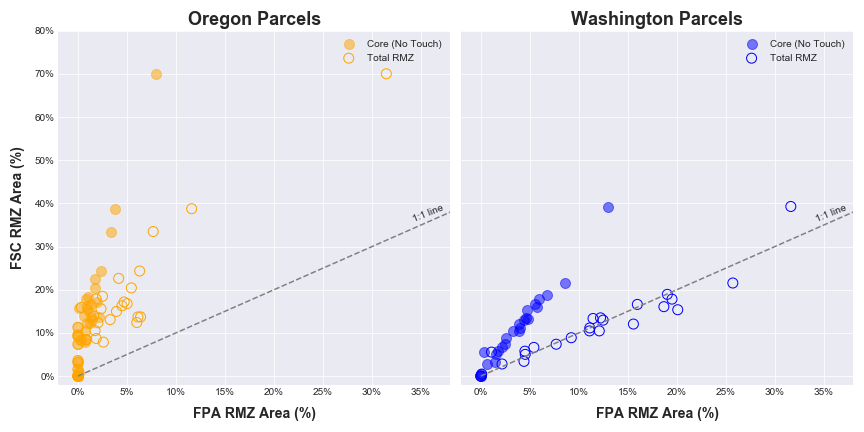 Oregon Parcels
Washington Parcels
80%
70%
60%
50%
40%
30%
20%
10%
0%
FSC RMZ Area (%)
Core (No Touch)
Total RMZ
1:1 line
0%
5%
10%
15%
20%
25%
30%
35%
FPA RMZ Area (%)
Core (No Touch)
Total RMZ
1:1 line
0%
5%
10%
15%
20%
25%
30%
35%
FPA RMZ Area (%)